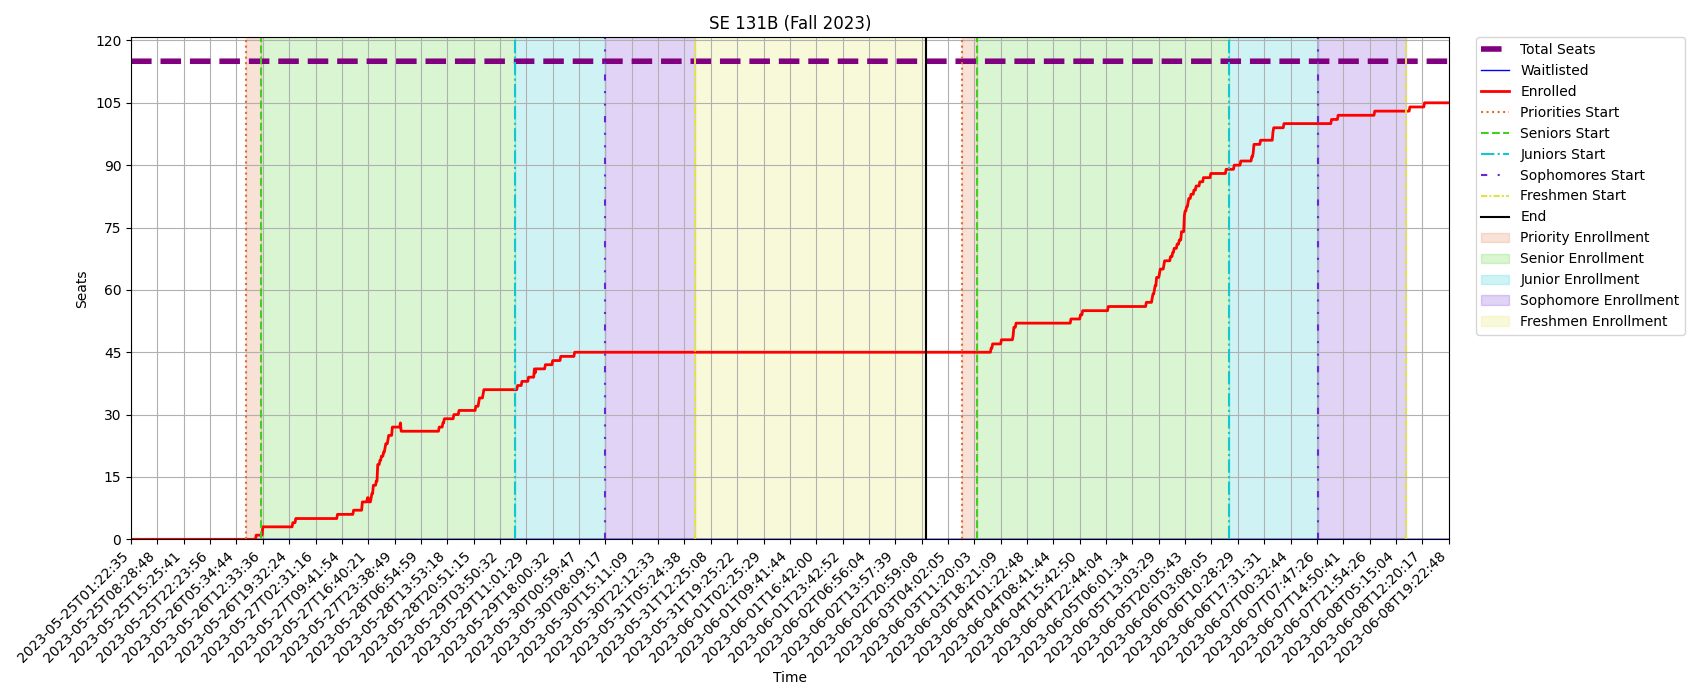 SE 131B (Fall 2023)
120
105
90
75
60
45
30
15
0
Seats
2023-05-25T01:22:35
2023-05-25T08:28:48
2023-05-25T15:25:41
2023-05-25T22:23:56
2023-05-26T05:34:44
2023-05-26T12:33:36
2023-05-26T19:32:24
2023-05-27T02:31:16
2023-05-27T09:41:54
2023-05-27T16:40:21
2023-05-27T23:38:49
2023-05-28T06:54:59
2023-05-28T13:53:18
2023-05-28T20:51:15
2023-05-29T03:50:32
2023-05-29T11:01:29
2023-05-29T18:00:32
2023-05-30T00:59:47
2023-05-30T08:09:17
2023-05-30T15:11:09
2023-05-30T22:12:33
2023-05-31T05:24:38
2023-05-31T12:25:08
2023-05-31T19:25:22
2023-06-01T02:25:29
2023-06-01T09:41:44
2023-06-01T16:42:00
2023-06-01T23:42:52
2023-06-02T06:56:04
2023-06-02T13:57:39
2023-06-02T20:59:08
2023-06-03T04:02:05
2023-06-03T11:20:03
2023-06-03T18:21:09
2023-06-04T01:22:48
2023-06-04T08:41:44
2023-06-04T15:42:50
2023-06-04T22:44:04
2023-06-05T06:01:34
2023-06-05T13:03:29
2023-06-05T20:05:43
2023-06-06T03:08:05
2023-06-06T10:28:29
2023-06-06T17:31:31
2023-06-07T00:32:44
2023-06-07T07:47:26
2023-06-07T14:50:41
2023-06-07T21:54:26
2023-06-08T05:15:04
2023-06-08T12:20:17
2023-06-08T19:22:48
Time
Total Seats
Waitlisted
Enrolled
Priorities Start
Seniors Start
Juniors Start
Sophomores Start
Freshmen Start
End
Priority Enrollment
Senior Enrollment
Junior Enrollment
Sophomore Enrollment
Freshmen Enrollment